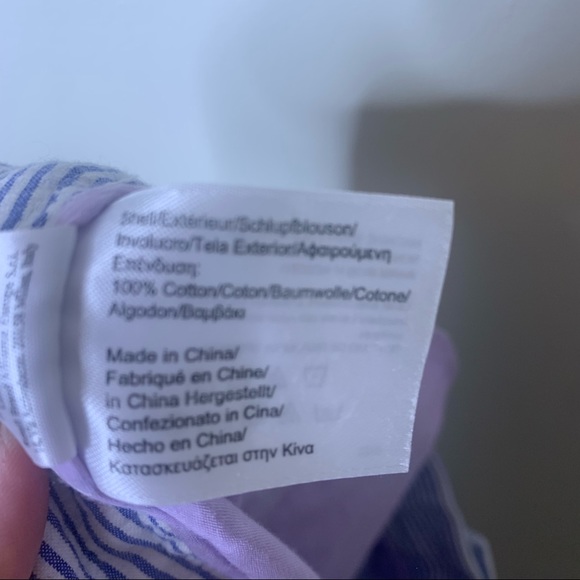 Shell/Extérieur/Schlupfblouson/
Involucro/Tela Exterior/Αφαιρούμενη
Επένδυση:
100% Cotton/Coton/Baumwolle/Cotone/
Algodon/Βαμβάκι
Made in China/
Fabriqué en Chine/
in China Hergestellt/
Confezionato in Cina/
Hecho en China/
Κατασκευάζεται στην Κίνα